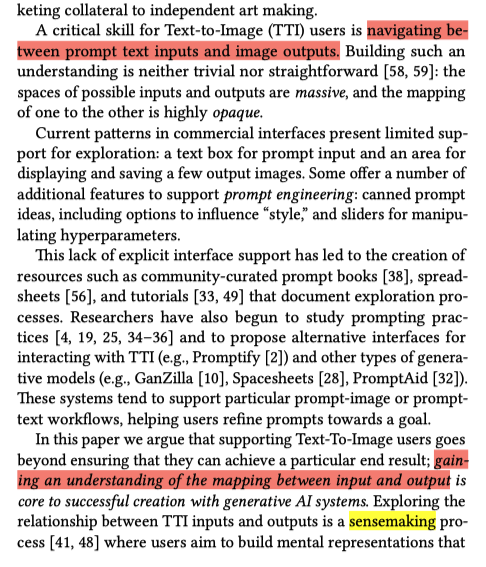 keting collateral to independent art making.
A critical skill for Text-to-Image (TTI) users is navigating be-
tween prompt text inputs and image outputs. Building such an
understanding is neither trivial nor straightforward [58, 59]: the
spaces of possible inputs and outputs are massive, and the mapping
of one to the other is highly opaque.
Current patterns in commercial interfaces present limited sup-
port for exploration: a text box for prompt input and an area for
displaying and saving a few output images. Some offer a number of
additional features to support prompt engineering: canned prompt
ideas, including options to influence “style,” and sliders for manipu-
lating hyperparameters.
This lack of explicit interface support has led to the creation of
resources such as community-curated prompt books [38], spread-
sheets [56], and tutorials [33, 49] that document exploration pro-
cesses. Researchers have also begun to study prompting prac-
tices [4, 19, 25, 34–36] and to propose alternative interfaces for
interacting with TTI (e.g., Promptify [2]) and other types of genera-
tive models (e.g., GanZilla [10], Spacesheets [28], PromptAid [32]).
These systems tend to support particular prompt-image or prompt-
text workflows, helping users refine prompts towards a goal.
In this paper we argue that supporting Text-To-Image users goes
beyond ensuring that they can achieve a particular end result; gain-
ing an understanding of the mapping between input and output is
core to successful creation with generative AI systems. Exploring the
relationship between TTI inputs and outputs is a sensemaking pro-
cess [41, 48] where users aim to build mental representations that